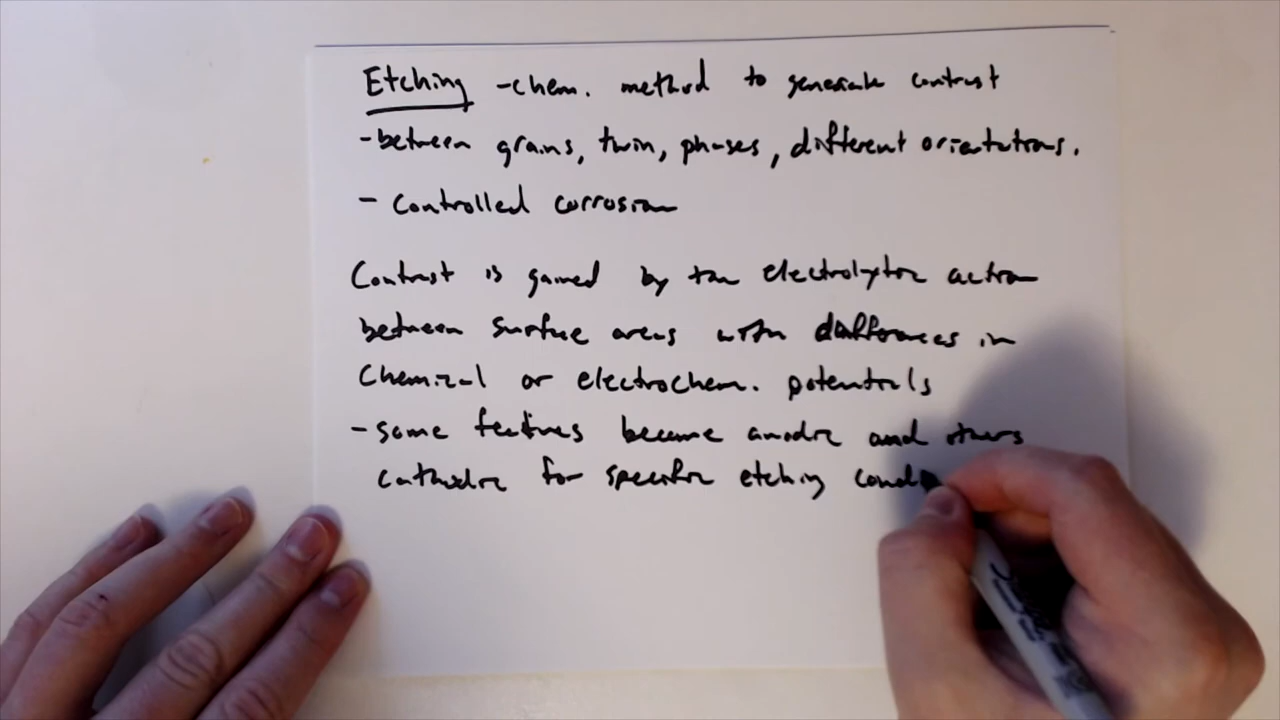 Etching - chem. method to generate contrast
- between grains, twin, phases, different orientations.
- Controlled corrosion
Contrast is gained by the electrolytic action
between surface areas with differences in
Chemical or electrochem. potentials
- some features become anodic and others
cathodic for specific etching cond